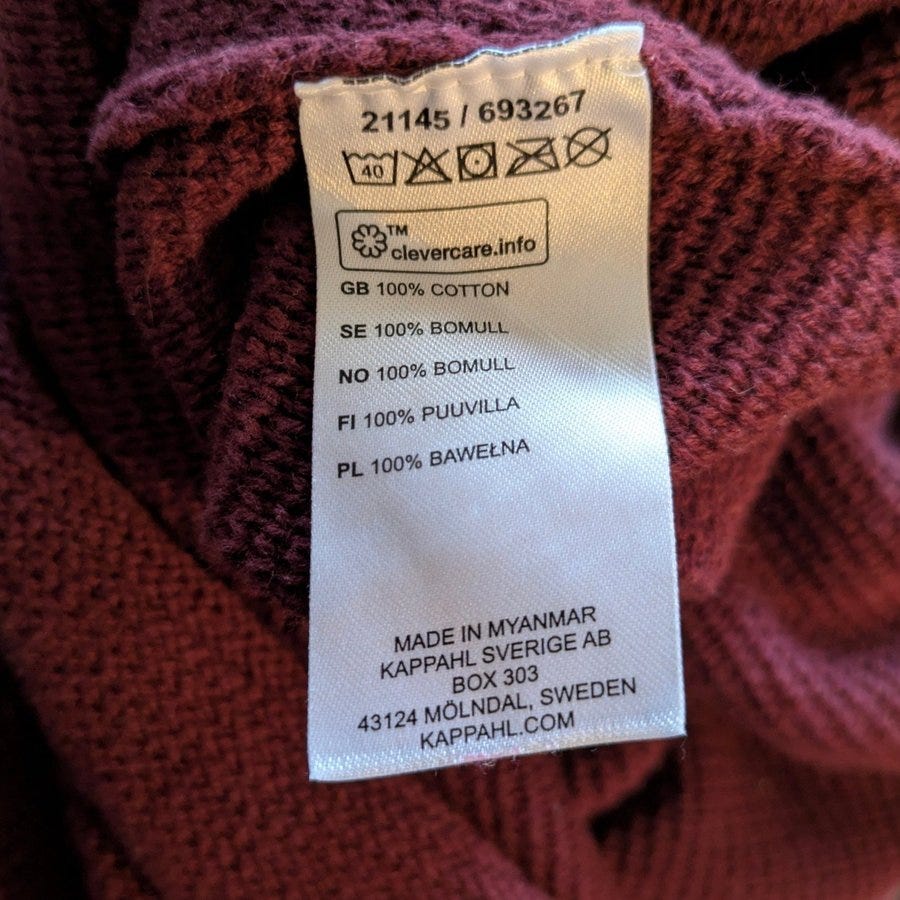 21145 / 693267
40
TM
clevercare.info
GB 100% COTTON
SE 100% BOMULL
NO 100% BOMULL
FI 100% PUUVILLA
PL 100% BAWEŁNA
MADE IN MYANMAR
KAPPAHL SVERIGE AB
BOX 303
43124 MÖLNDAL, SWEDEN
KAPPAHL.COM